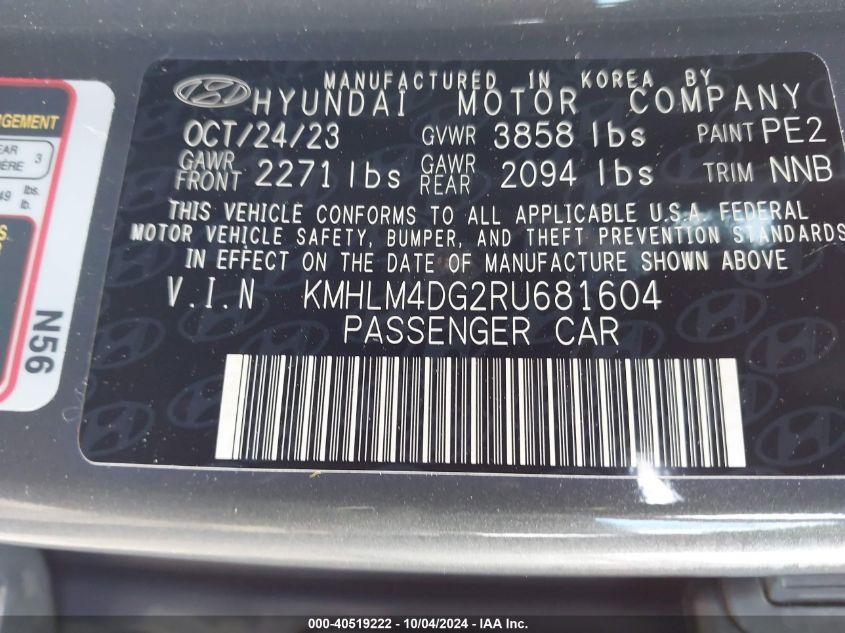 MANUFACTURED IN KOREA BY
HYUNDAI MOTOR COMPANY
OCT/24/23 GVWR 3858 lbs PAINT PE2
GAWR FRONT 2271 lbs GAWR REAR 2094 lbs TRIM NNB
THIS VEHICLE CONFORMS TO ALL APPLICABLE U.S.A. FEDERAL
MOTOR VEHICLE SAFETY, BUMPER, AND THEFT PREVENTION STANDARDS
IN EFFECT ON THE DATE OF MANUFACTURE SHOWN ABOVE
V.I.N KMHLM4DG2RU681604
PASSENGER CAR
3
lbs.
lb.
N56
000-40519222 - 10/04/2024 - IAA Inc.